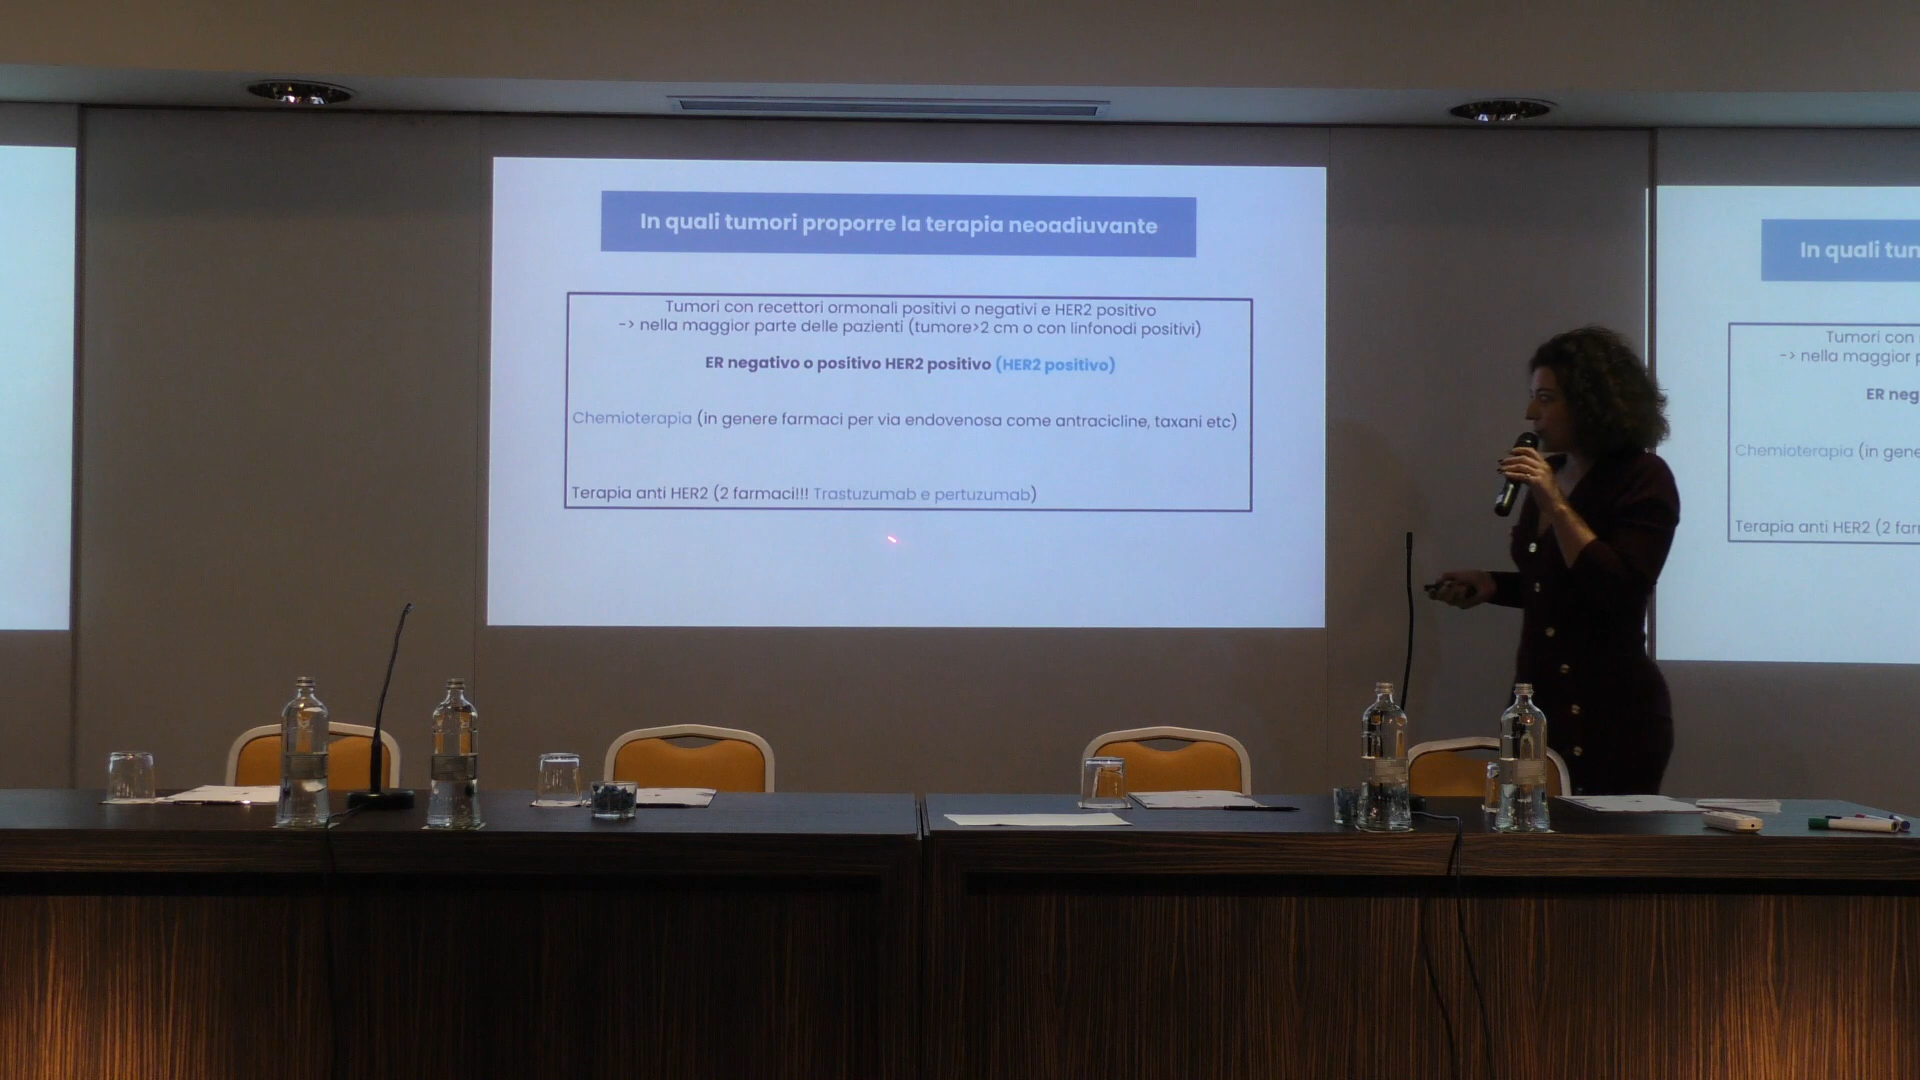 In quali tumori proporre la terapia neoadiuvante
Tumori con recettori ormonali positivi o negativi e HER2 positivo
-> nella maggior parte delle pazienti (tumore>2 cm o con linfonodi positivi)
ER negativo o positivo HER2 positivo (HER2 positivo)
Chemioterapia (in genere farmaci per via endovenosa come antracicline, taxani etc)
Terapia anti HER2 (2 farmaci!!! Trastuzumab e pertuzumab)
In quali tum
Tumori con
-> nella maggior p
ER neg
Chemioterapia (in gene
Terapia anti HER2 (2 farm